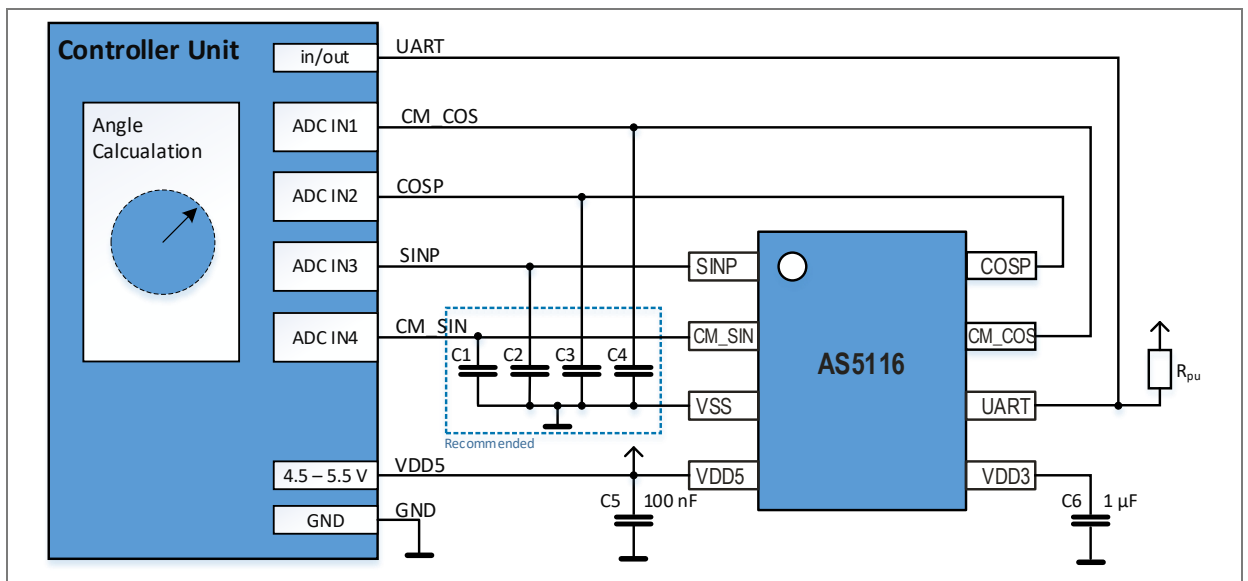 Controller Unit
in/out
UART
Angle
Calcualation
ADC IN1
CM_COS
ADC IN2
COSP
ADC IN3
SINP
ADC IN4
CM_SIN
C1
C2
C3
C4
Recommended
SINP
CM_SIN
VSS
VDD5
AS5116
COSP
CM_COS
UART
VDD3
Rpu
4.5 – 5.5 V
VDD5
GND
GND
C5 100 nF
C6 1 µF